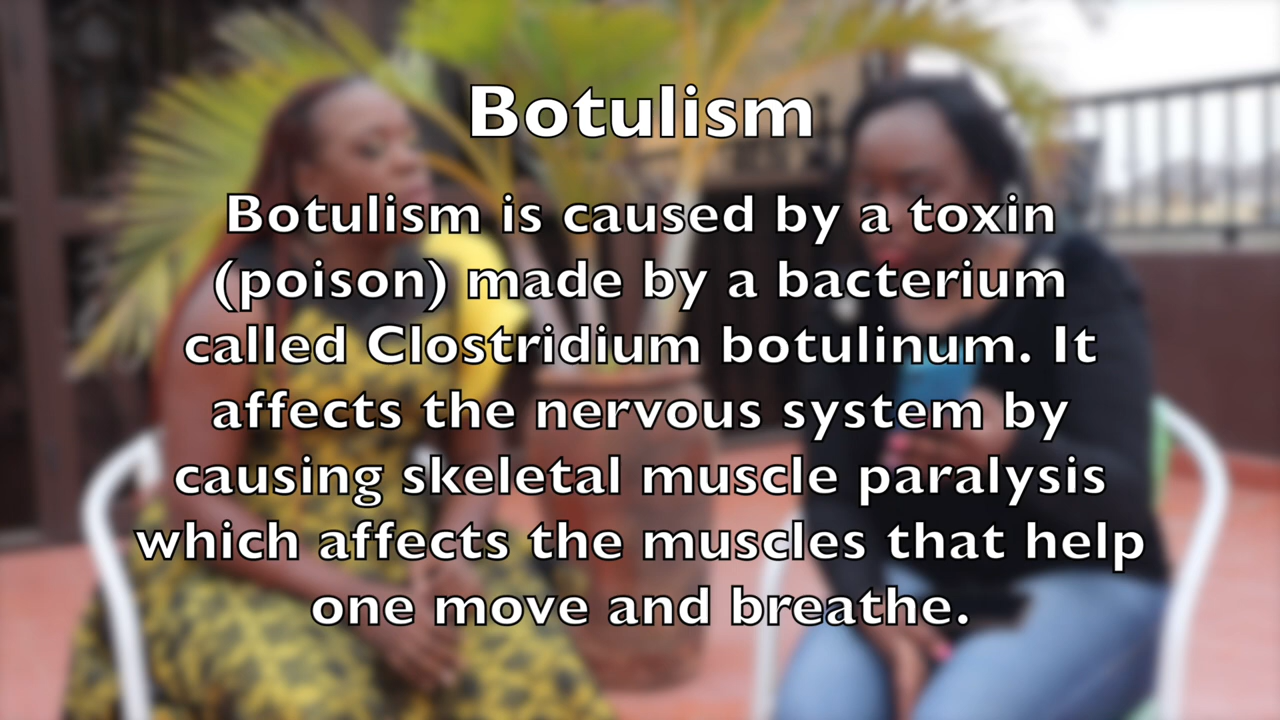 Botulism
Botulism is caused by a toxin
(poison) made by a bacterium
called Clostridium botulinum. It
affects the nervous system by
causing skeletal muscle paralysis
which affects the muscles that help
one move and breathe.